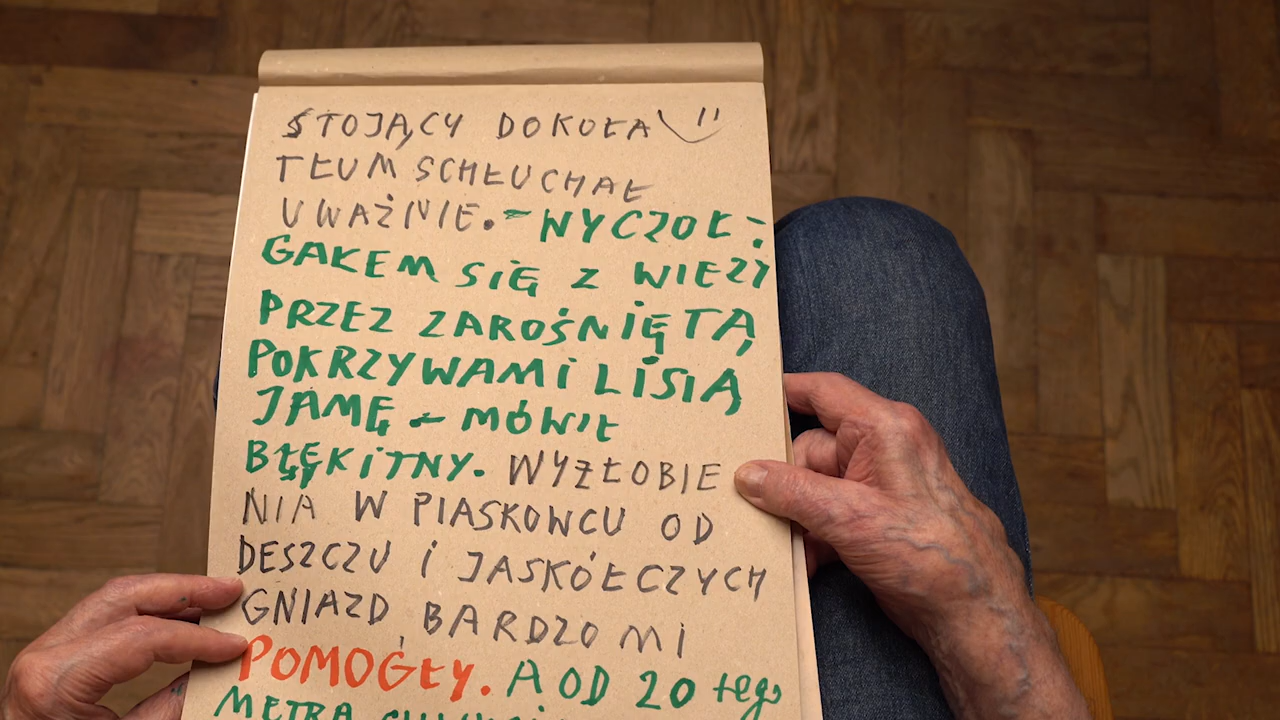 STOJĄCY DOKOŁA
TŁUM SCHŁUCHAŁ
UWAŻNIE. - WYCZOŁ-
GAŁEM SIĘ Z WIEŻY
PRZEZ ZAROŚNIĘTĄ
POKRZYWAMI LISIĄ
JAMĘ - MÓWIŁ
BŁĘKITNY. WYŻŁOBIE
NIA W PIASKOWCU OD
DESZCZU I JASKÓŁCZYCH
GNIAZD BARDZO MI
POMOGŁY. A OD 20 tego
METRA